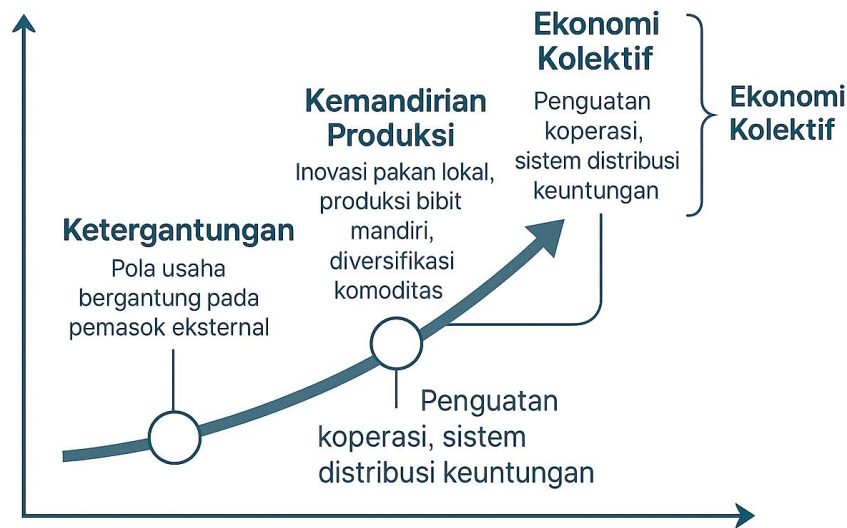 Ketergantungan
Pola usaha
bergantung pada
pemasok eksternal
Kemandirian
Produksi
Inovasi pakan lokal,
produksi bibit
mandiri,
diversifikasi
komoditas
Penguatan
koperasi, sistem
distribusi keuntungan
Ekonomi
Kolektif
Penguatan
koperasi,
sistem distribusi
keuntungan
Ekonomi
Kolektif